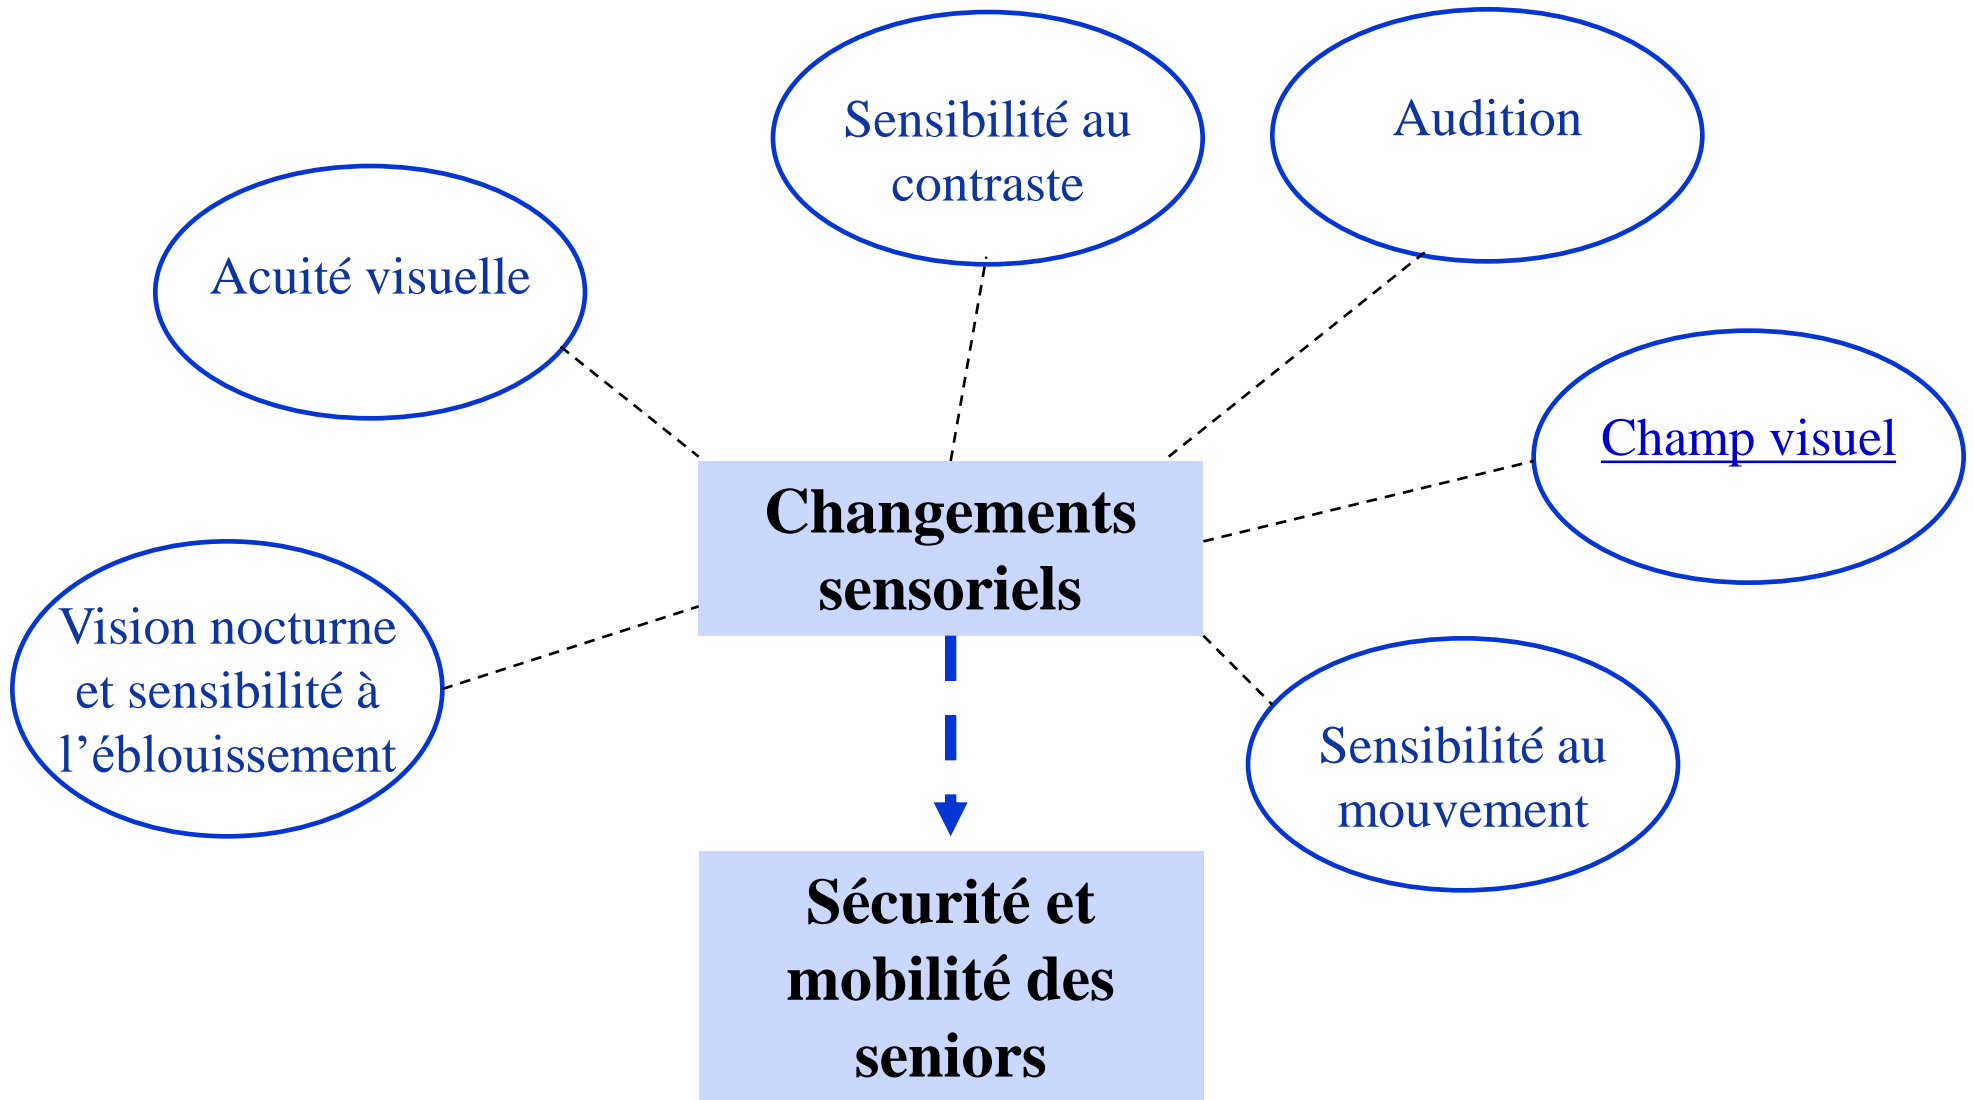 Sensibilité au
contraste
Audition
Acuité visuelle
Champ visuel
Changements
sensoriels
Vision nocturne
et sensibilité à
l’éblouissement
Sensibilité au
mouvement
Sécurité et
mobilité des
seniors